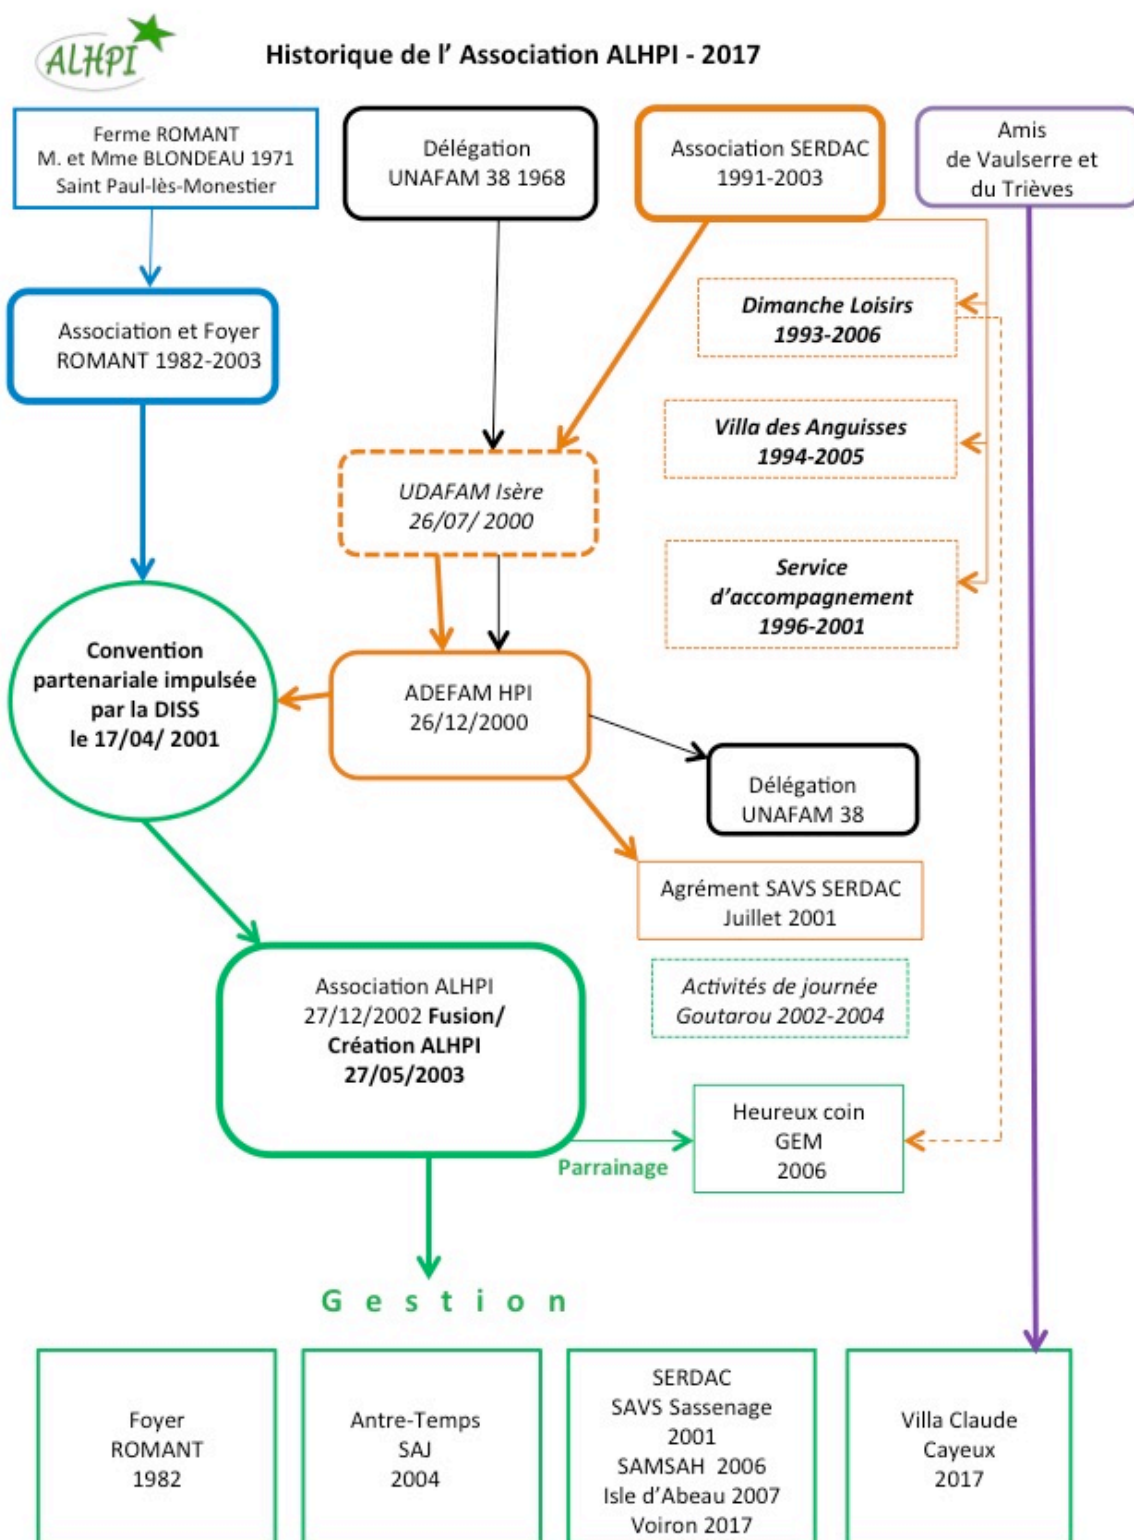 ALHPI
Historique de l' Association ALHPI - 2017
Ferme ROMANT
M. et Mme BLONDEAU 1971
Saint Paul-lès-Monestier
Délégation
UNAFAM 38 1968
Association SERDAC
1991-2003
Amis
de Vaulserre et
du Trièves
Association et Foyer
ROMANT 1982-2003
Dimanche Loisirs
1993-2006
Villa des Anguisses
1994-2005
UDAFAM Isère
26/07/ 2000
Service
d'accompagnement
1996-2001
Convention
partenariale impulsée
par la DISS
le 17/04/ 2001
ADEFAM HPI
26/12/2000
Délégation
UNAFAM 38
Agrément SAVS SERDAC
Juillet 2001
Activités de journée
Goutarou 2002-2004
Association ALHPI
27/12/2002 Fusion/
Création ALHPI
27/05/2003
Parrainage
Heureux coin
GEM
2006
Gestion
Foyer
ROMANT
1982
Antre-Temps
SAJ
2004
SERDAC
SAVS Sassenage
2001
SAMSAH 2006
Isle d'Abeau 2007
Voiron 2017
Villa Claude
Cayeux
2017